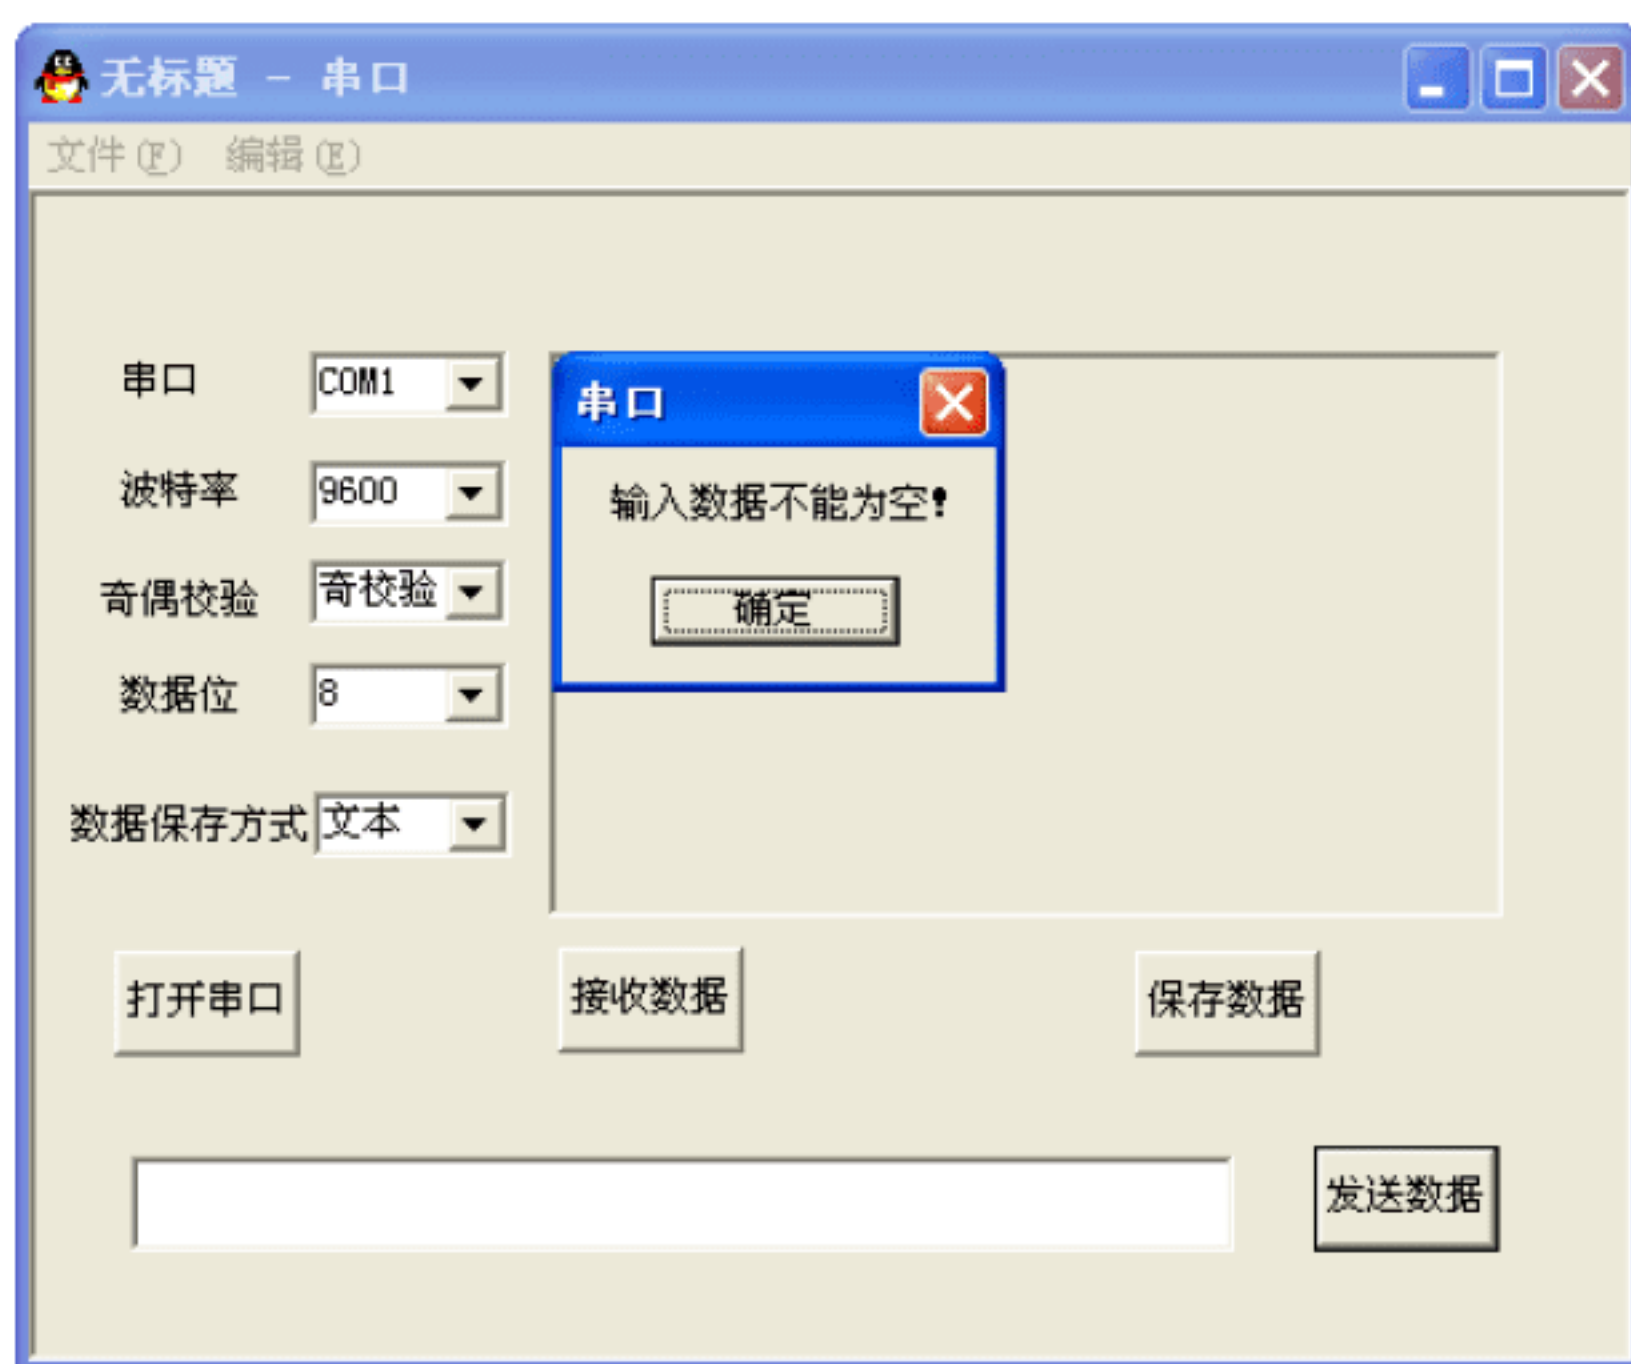 无标题 - 串口
文件(F) 编辑(E)
串口 COM1
波特率 9600
奇偶校验 奇校验
数据位 8
数据保存方式 文本
串口
输入数据不能为空!
确定
打开串口 接收数据 保存数据
发送数据